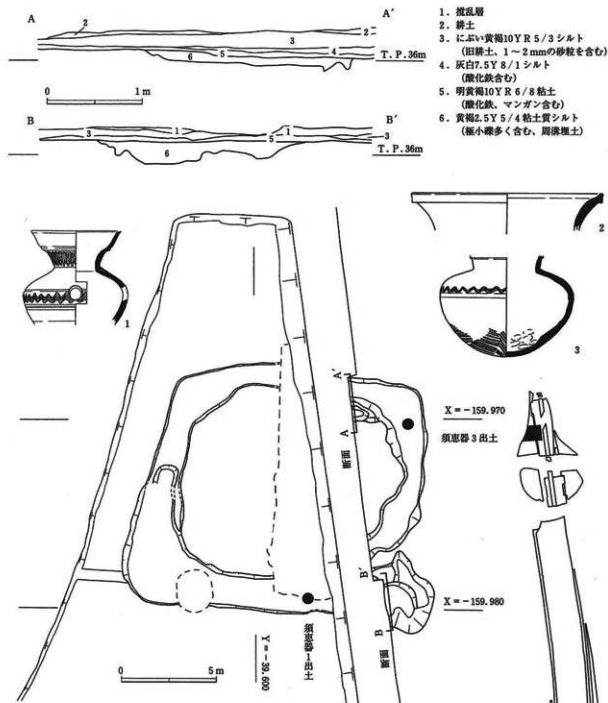 A
A′
2
3
2
6
5
4
T.P.36m
0
1m
B
B′
3
1
1
3
5
6
T.P.36m
1. 撹乱層
2. 耕土
3. にぶい黄褐10YR5/3シルト
(旧耕土、1～2mmの砂粒を含む)
4. 灰白7.5Y8/1シルト
(酸化鉄含む)
5. 明黄褐10YR6/8粘土
(酸化鉄、マンガン含む)
6. 黄褐2.5Y5/4粘土質シルト
(極小礫多く含む、周溝埋土)
1
2
3
A′
A
断面
X=-159.970
須恵器3出土
B′
B
断面
X=-159.980
須恵器1出土
Y=-39.600
0
5m